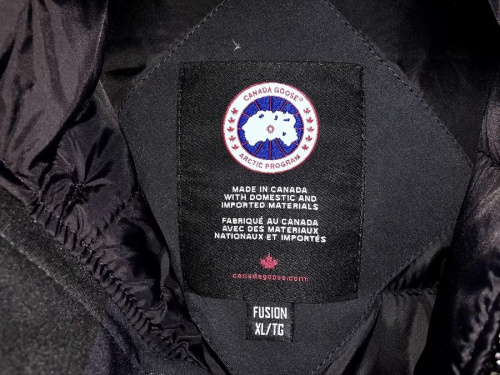 CANADA GOOSE®
ARCTIC PROGRAM
MADE IN CANADA
WITH DOMESTIC AND
IMPORTED MATERIALS
FABRIQUÉ AU CANADA
AVEC DES MATERIAUX
NATIONAUX ET IMPORTÉS
canadagoose.com
FUSION
XL/TG